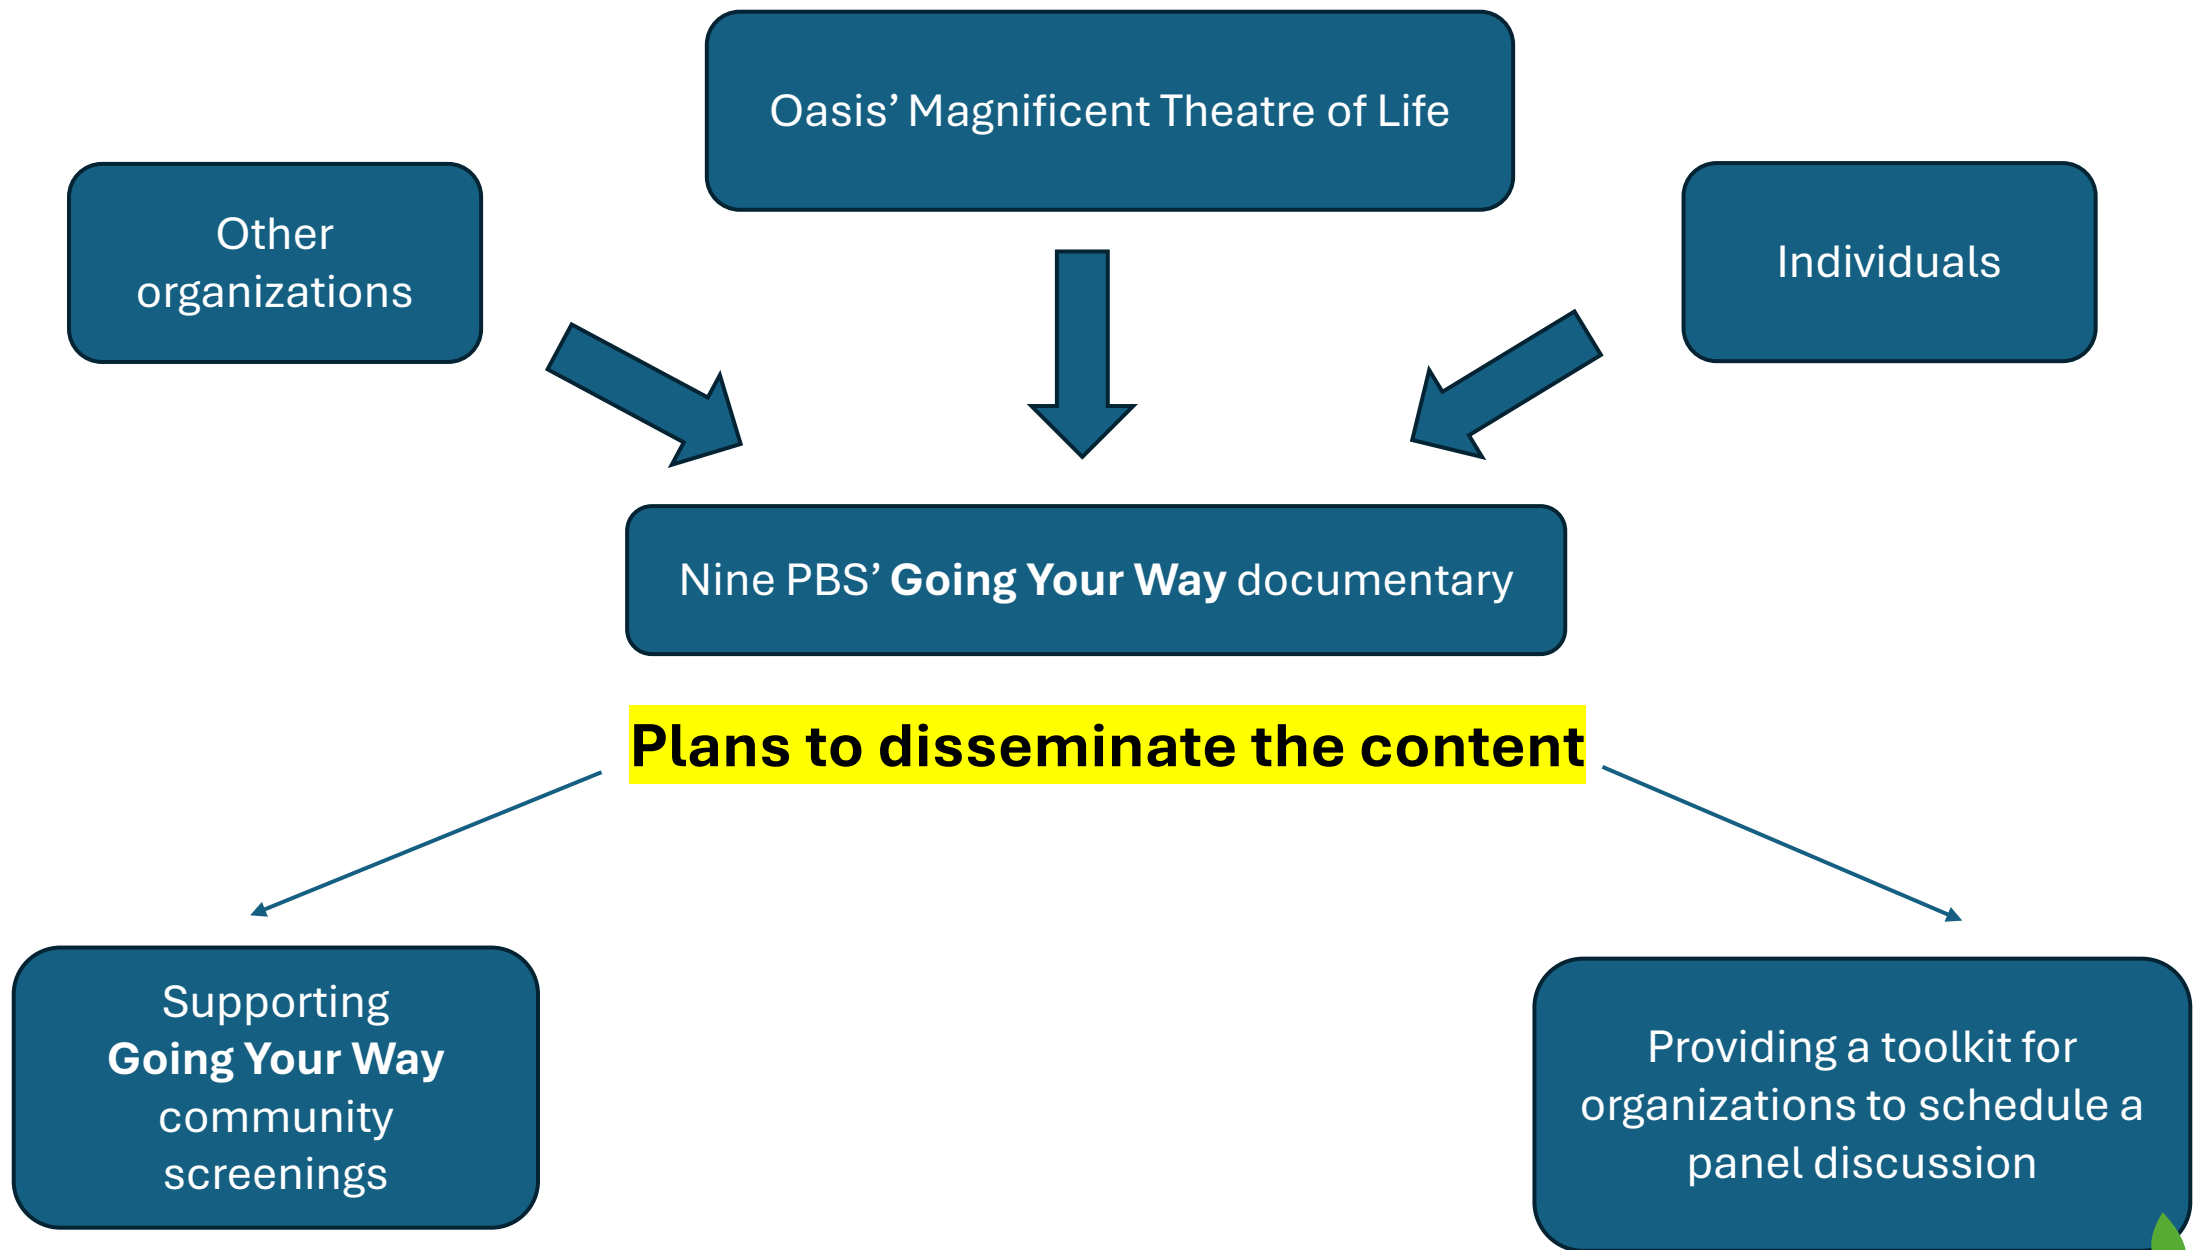 Oasis’ Magnificent Theatre of Life
Other
organizations
Individuals
Nine PBS’ Going Your Way documentary
Plans to disseminate the content
Supporting
Going Your Way
community
screenings
Providing a toolkit for
organizations to schedule a
panel discussion